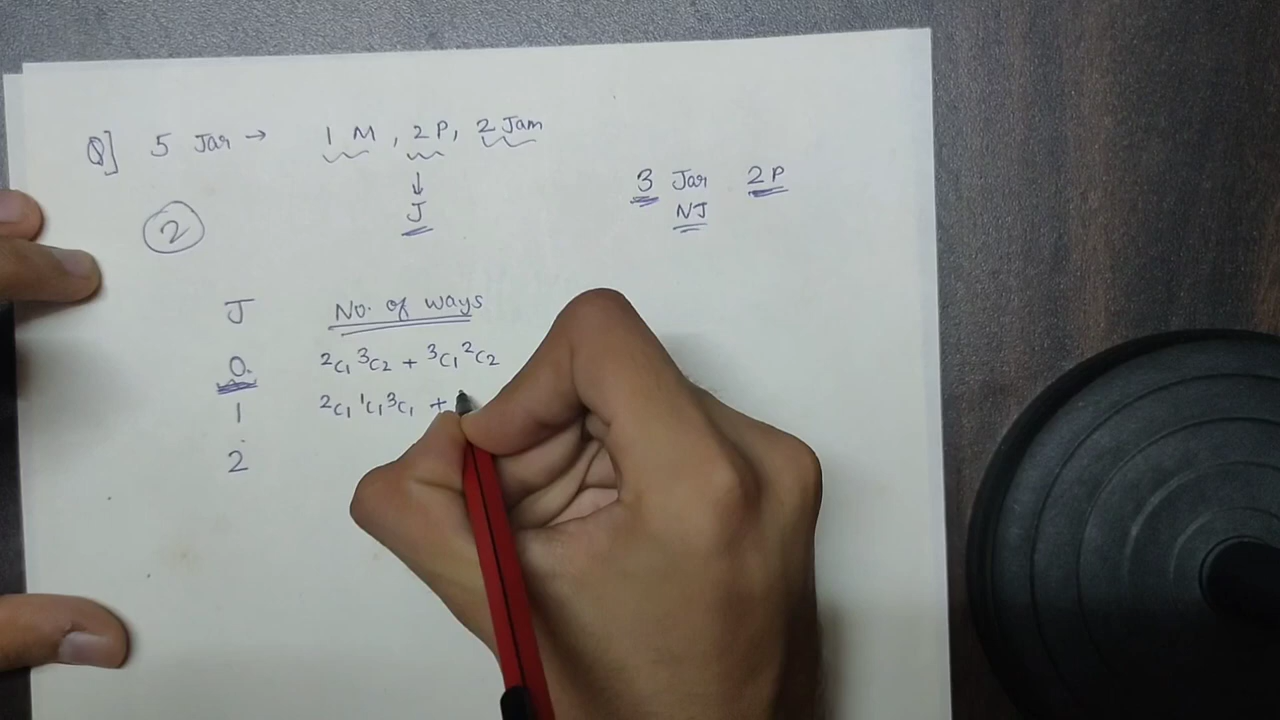 Q] 5 Jar → 1 M , 2 P, 2 Jam
↓
J
3 Jar 2 P
NJ
2
J No. of ways
0. ²C₁ ³C₂ + ³C₁ ²C₂
1 ²C₁ ¹C₁ ³C₁ +
2